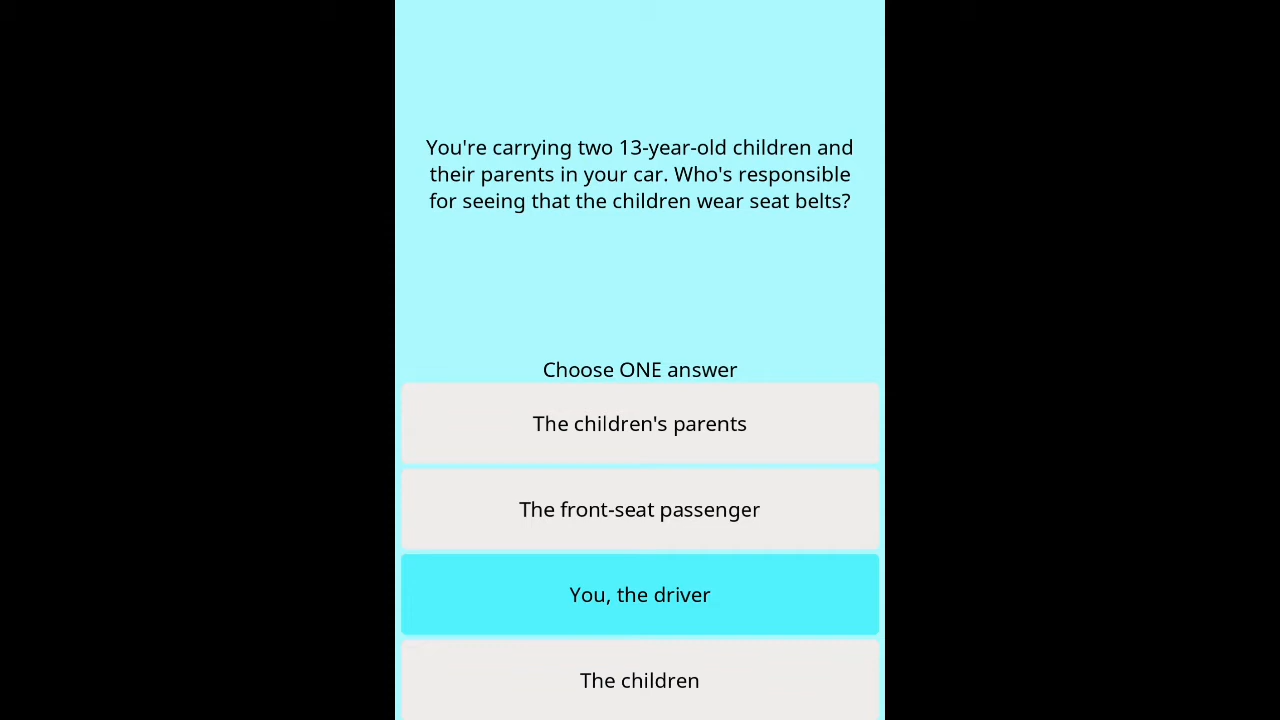 You're carrying two 13-year-old children and
their parents in your car. Who's responsible
for seeing that the children wear seat belts?
Choose ONE answer
The children's parents
The front-seat passenger
You, the driver
The children